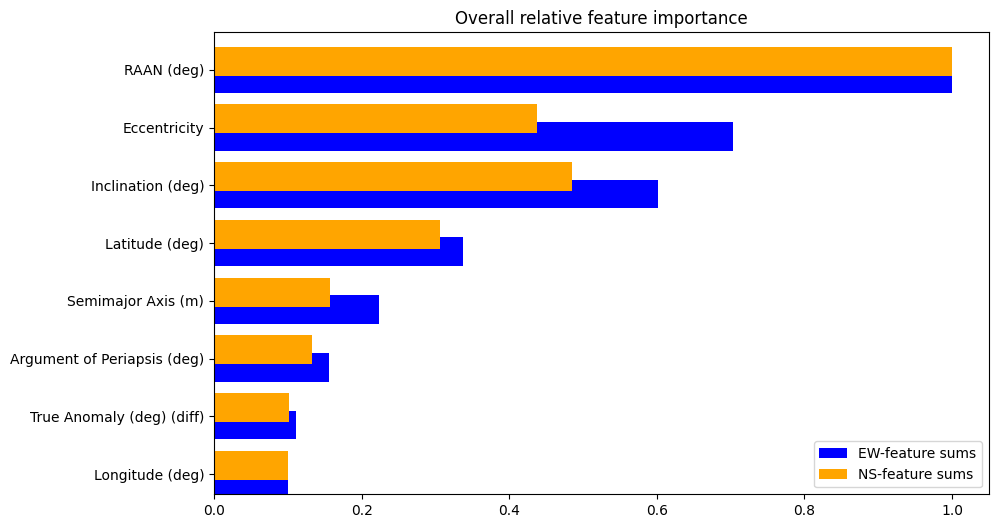 Overall relative feature importance
RAAN (deg)
Eccentricity
Inclination (deg)
Latitude (deg)
Semimajor Axis (m)
Argument of Periapsis (deg)
True Anomaly (deg) (diff)
Longitude (deg)
EW-feature sums
NS-feature sums
0.0 0.2 0.4 0.6 0.8 1.0